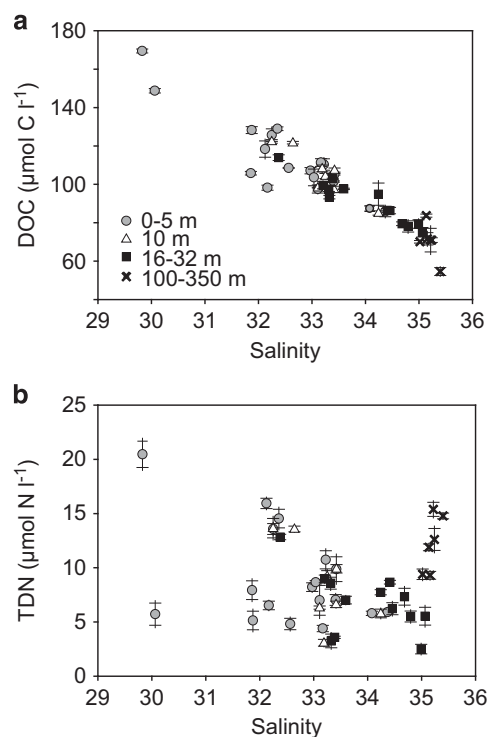 a
180
140
100
60
DOC (µmol C l-1)
0-5 m
10 m
16-32 m
100-350 m
29 30 31 32 33 34 35 36
Salinity
b
25
20
15
10
5
0
TDN (µmol N l-1)
29 30 31 32 33 34 35 36
Salinity